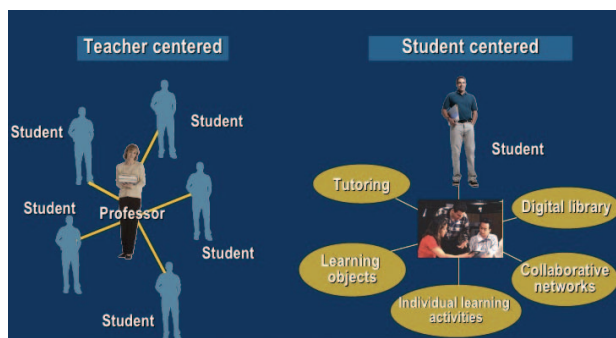 Teacher centered
Student
Student
Student
Student
Professor
Student
Student centered
Student
Tutoring
Digital library
Learning
objects
Collaborative
networks
Individual learning
activities